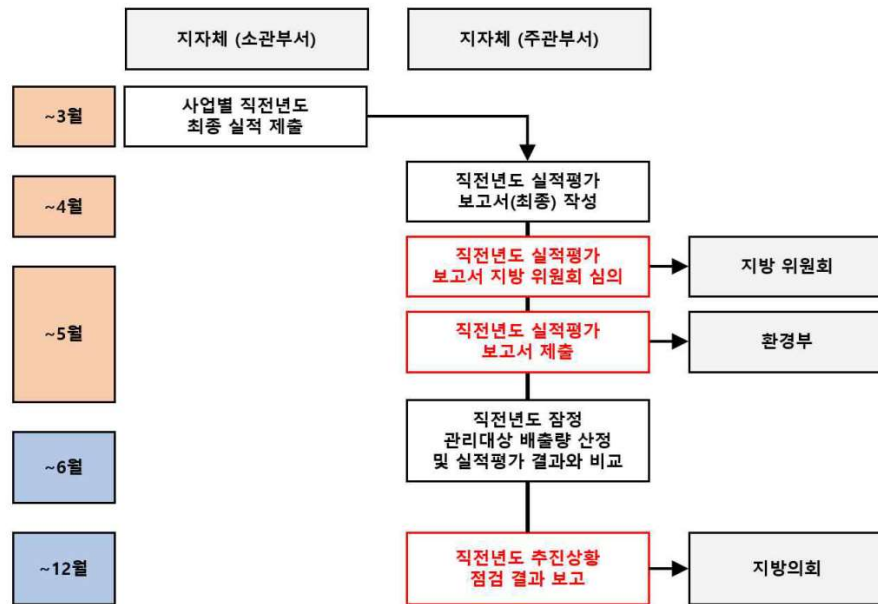 지자체 (소관부서)
지자체 (주관부서)
~3월
사업별 직전년도
최종 실적 제출
~4월
직전년도 실적평가
보고서(최종) 작성
직전년도 실적평가
보고서 지방 위원회 심의
지방 위원회
~5월
직전년도 실적평가
보고서 제출
환경부
~6월
직전년도 잠정
관리대상 배출량 산정
및 실적평가 결과와 비교
~12월
직전년도 추진상황
점검 결과 보고
지방의회